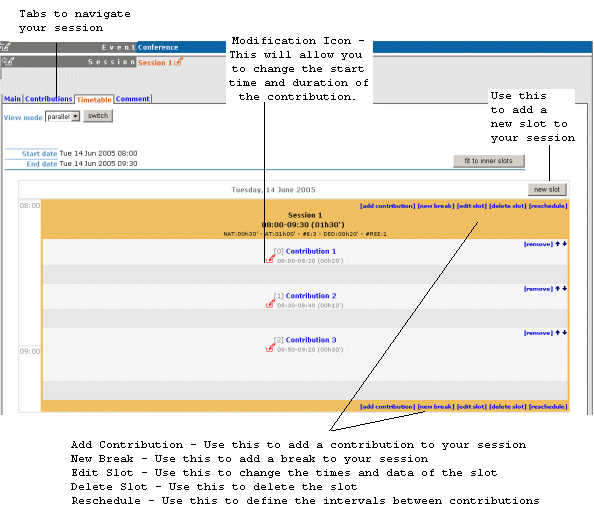 Tabs to navigate
your session
Modification Icon -
This will allow you
to change the start
time and duration of
the contribution.
Use this
to add a
new slot to
your session
Event Conference
Session Session 1
Main Contributions Timetable Comment
View mode parallel switch
Start date Tue 14 Jun 2005 08:00
End date Tue 14 Jun 2005 09:30
fit to inner slots
Tuesday, 14 June 2005
new slot
08:00
[add contribution] [new break] [edit slot] [delete slot] [reschedule]
Session 1
08:00-09:30 (01h30')
NAT:00h30' - AT:01h00' - #E:3 - DED:00h20' - #REE:1
[remove]
[0] Contribution 1
08:00-08:20 (00h20')
[remove]
[1] Contribution 2
08:30-08:40 (00h10')
[remove]
[2] Contribution 3
08:50-09:20 (00h30')
09:00
[add contribution] [new break] [edit slot] [delete slot] [reschedule]
Add Contribution - Use this to add a contribution to your session
New Break - Use this to add a break to your session
Edit Slot - Use this to change the times and data of the slot
Delete Slot - Use this to delete the slot
Reschedule - Use this to define the intervals between contributions